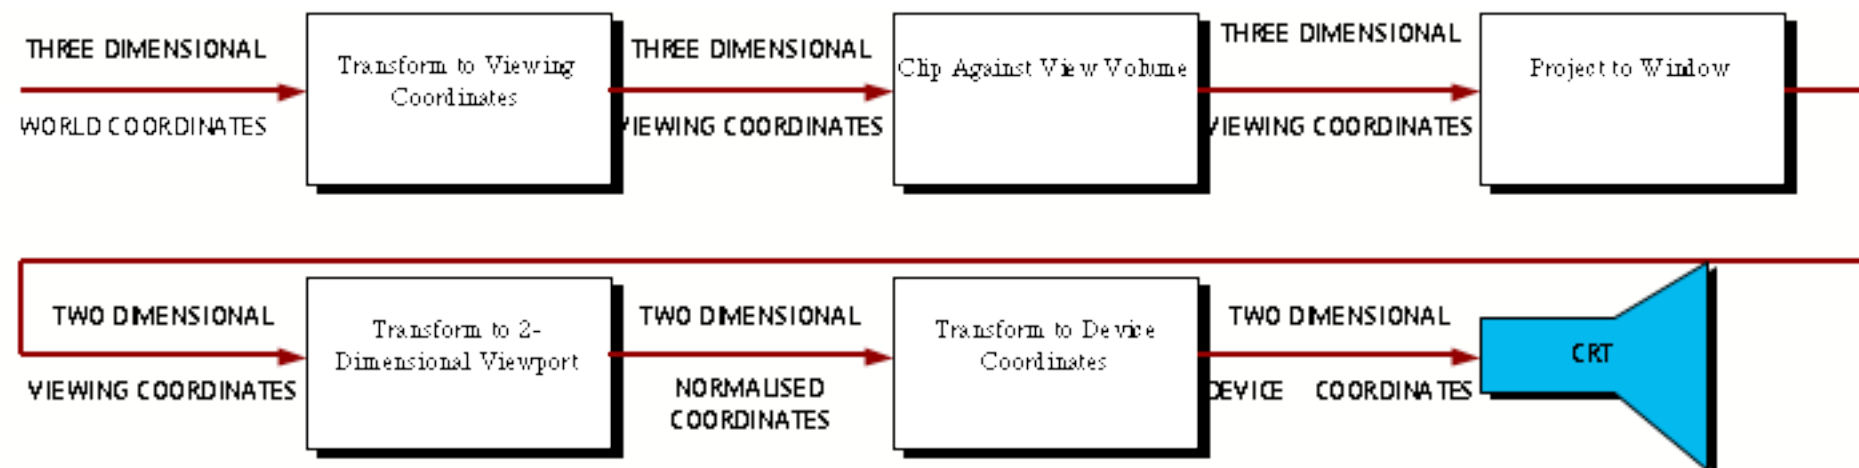 THREE DIMENSIONAL
WORLD COORDINATES
Transform to Viewing
Coordinates
THREE DIMENSIONAL
VIEWING COORDINATES
Clip Against View Volume
THREE DIMENSIONAL
VIEWING COORDINATES
Project to Window
TWO DIMENSIONAL
VIEWING COORDINATES
Transform to 2-
Dimensional Viewport
TWO DIMENSIONAL
NORMALISED
COORDINATES
Transform to Device
Coordinates
TWO DIMENSIONAL
DEVICE COORDINATES
CRT